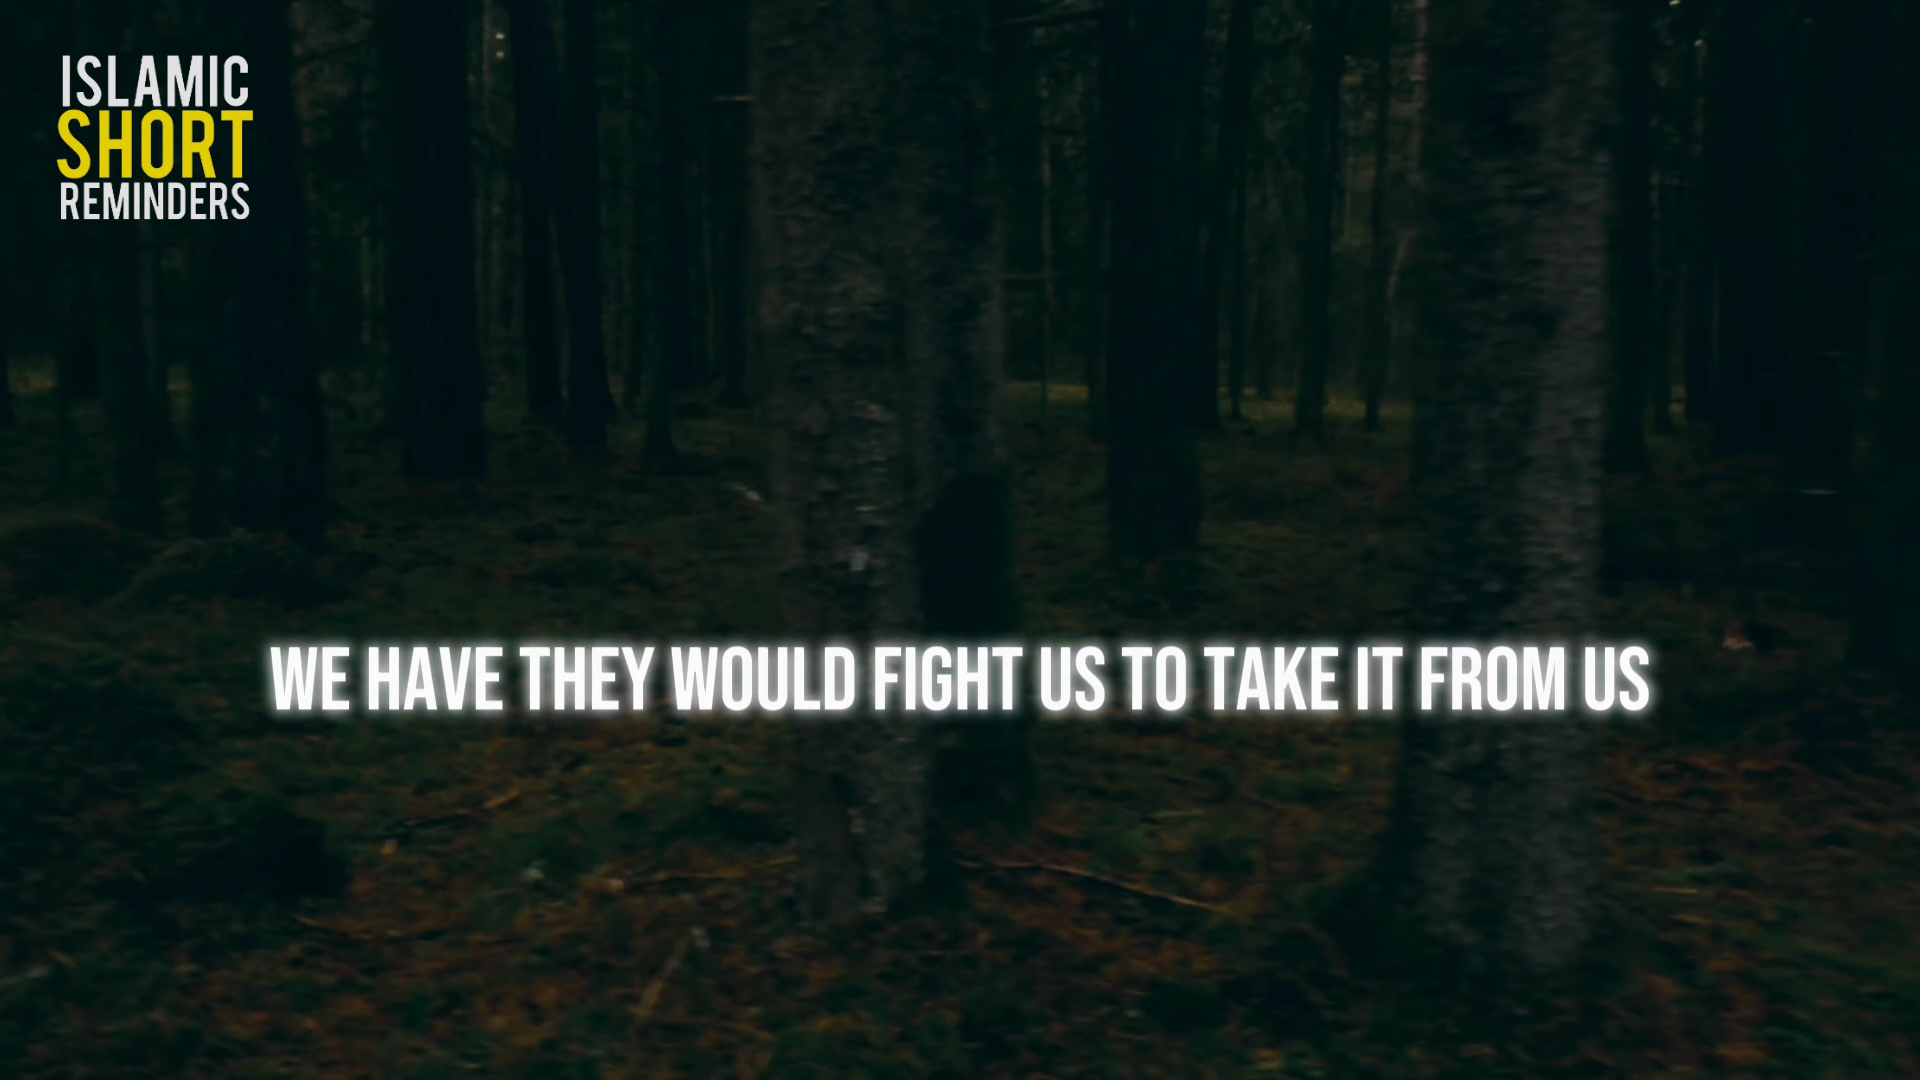 ISLAMIC
SHORT
REMINDERS
WE HAVE THEY WOULD FIGHT US TO TAKE IT FROM US